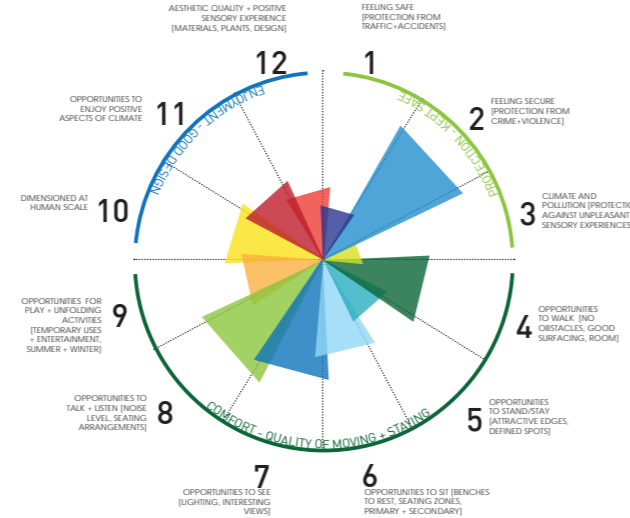 AESTHETIC QUALITY + POSITIVE
SENSORY EXPERIENCE
[MATERIALS, PLANTS, DESIGN]
12
FEELING SAFE
[PROTECTION FROM
TRAFFIC+ACCIDENTS]
1
FEELING SECURE
[PROTECTION FROM
CRIME+VIOLENCE]
2
CLIMATE AND
POLLUTION [PROTECTIO
AGAINST UNPLEASANT
SENSORY EXPERIENCES
3
PROTECTION - KEPT SAFE
OPPORTUNITIES
TO WALK [NO
OBSTACLES, GOOD
SURFACING, ROOM]
4
OPPORTUNITIES
TO STAND/STAY
[ATTRACTIVE EDGES,
DEFINED SPOTS]
5
6
OPPORTUNITIES TO SIT [BENCHES
TO REST, SEATING ZONES,
PRIMARY + SECONDARY]
7
OPPORTUNITIES TO SEE
[LIGHTING, INTERESTING
VIEWS]
COMFORT - QUALITY OF MOVING + STAYING
OPPORTUNITIES TO
TALK + LISTEN [NOISE
LEVEL, SEATING
ARRANGEMENTS]
8
OPPORTUNITIES FOR
PLAY + UNFOLDING
ACTIVITIES
[TEMPORARY USES
+ ENTERTAINMENT,
SUMMER + WINTER]
9
DIMENSIONED AT
HUMAN SCALE
10
OPPORTUNITIES TO
ENJOY POSITIVE
ASPECTS OF CLIMATE
11
ENJOYMENT - GOOD DESIGN